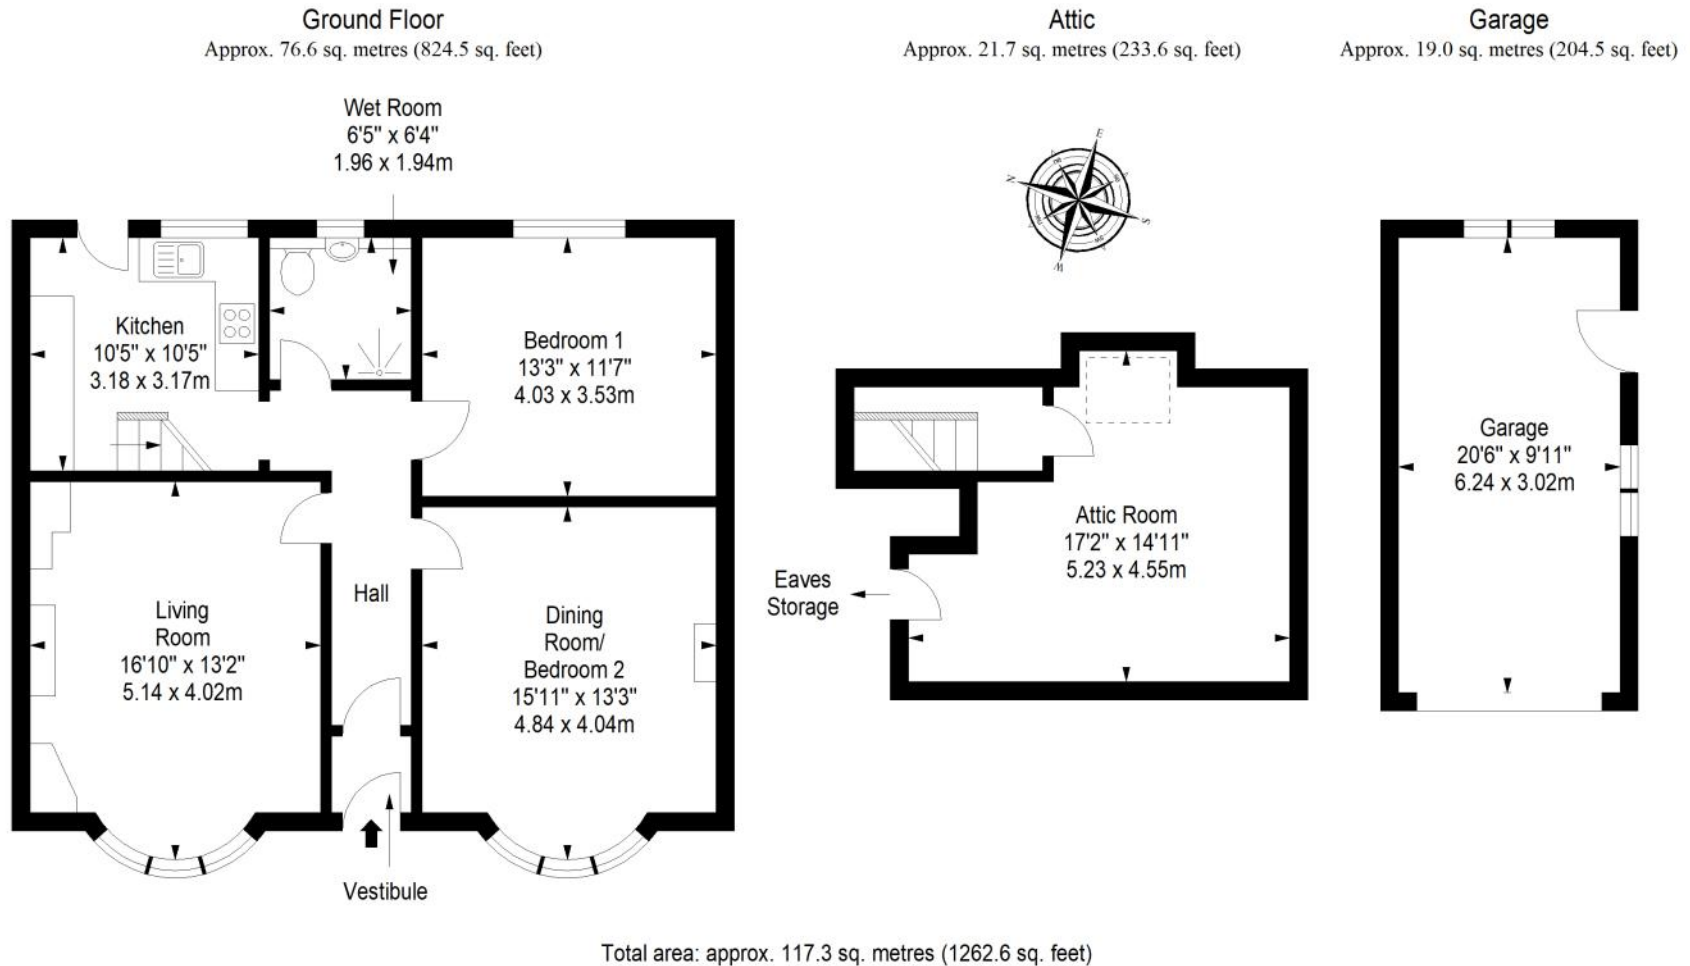 Ground Floor
Approx. 76.6 sq. metres (824.5 sq. feet)
Attic
Approx. 21.7 sq. metres (233.6 sq. feet)
Garage
Approx. 19.0 sq. metres (204.5 sq. feet)
Wet Room
6'5" x 6'4"
1.96 x 1.94m
E
N
S
W
Kitchen
10'5" x 10'5"
3.18 x 3.17m
Bedroom 1
13'3" x 11'7"
4.03 x 3.53m
Garage
20'6" x 9'11"
6.24 x 3.02m
Attic Room
17'2" x 14'11"
5.23 x 4.55m
Eaves
Storage
Hall
Living
Room
16'10" x 13'2"
5.14 x 4.02m
Dining
Room/
Bedroom 2
15'11" x 13'3"
4.84 x 4.04m
Vestibule
Total area: approx. 117.3 sq. metres (1262.6 sq. feet)